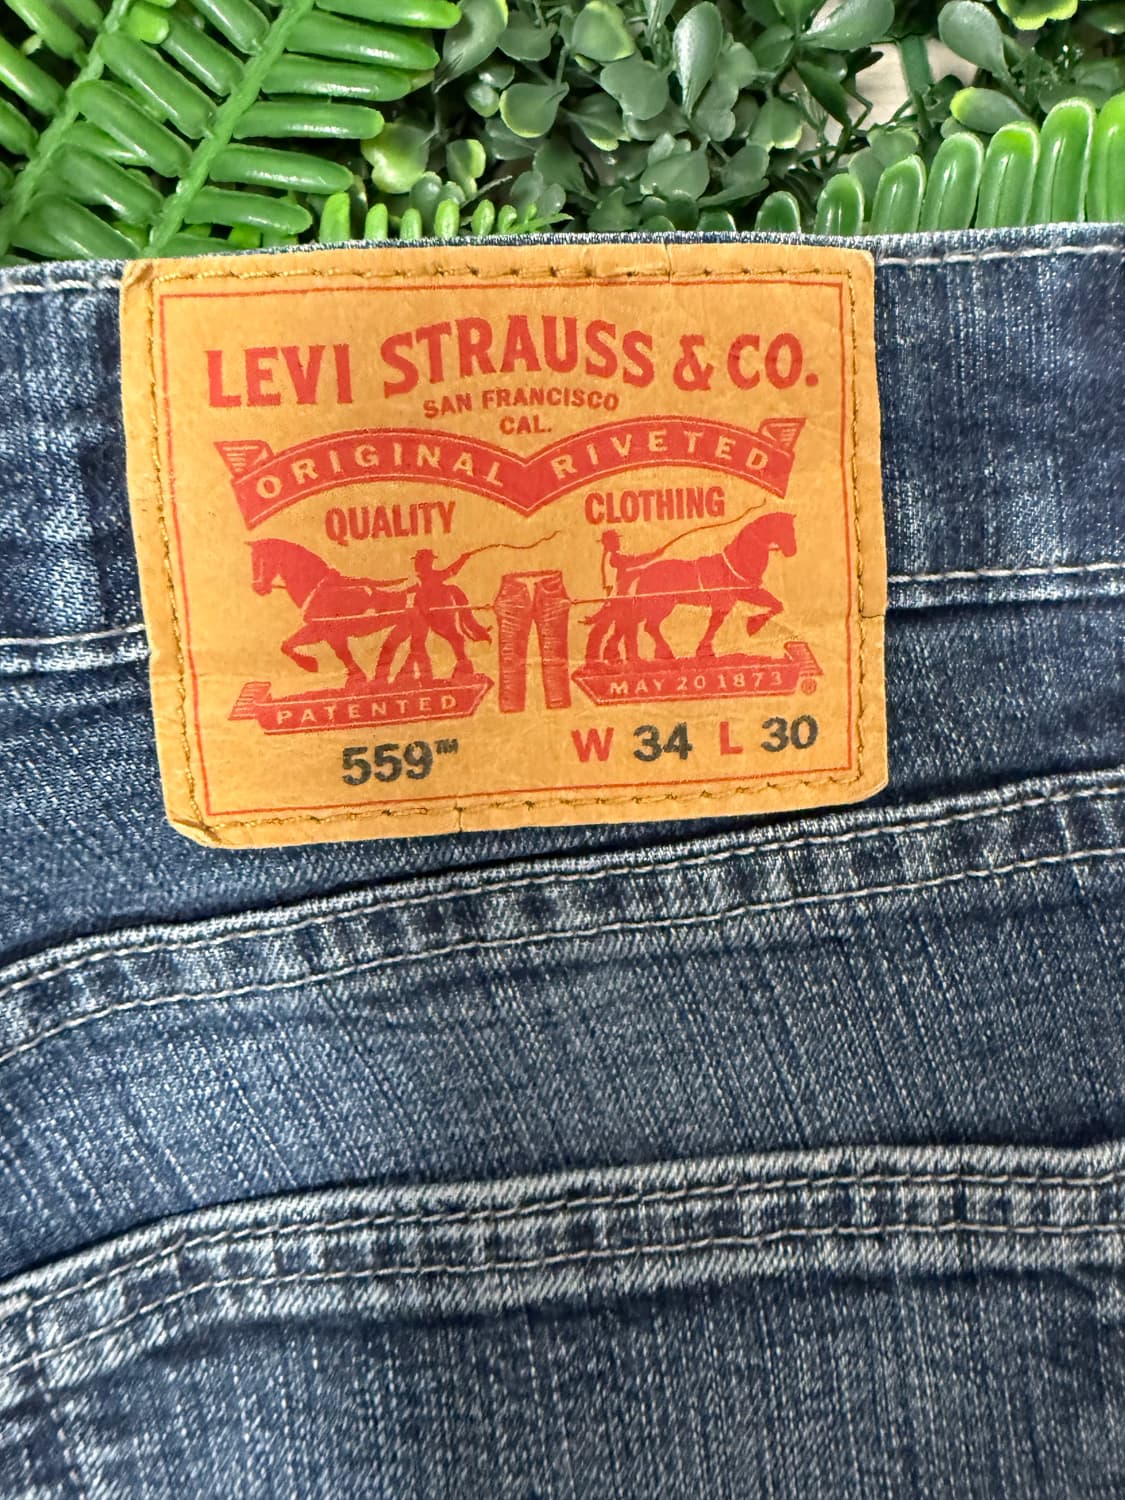 LEVI STRAUSS & CO.
SAN FRANCISCO
CAL.
ORIGINAL RIVETED
QUALITY CLOTHING
PATENTED MAY 20 1873 ®
559™ W 34 L 30